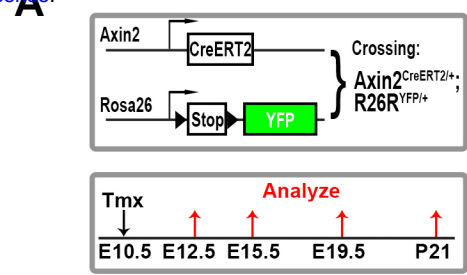 A
Axin2
CreERT2
Crossing:
Axin2CreERT2/+;
R26RYFP/+
Rosa26
Stop
YFP
Analyze
Tmx
E10.5 E12.5 E15.5 E19.5 P21